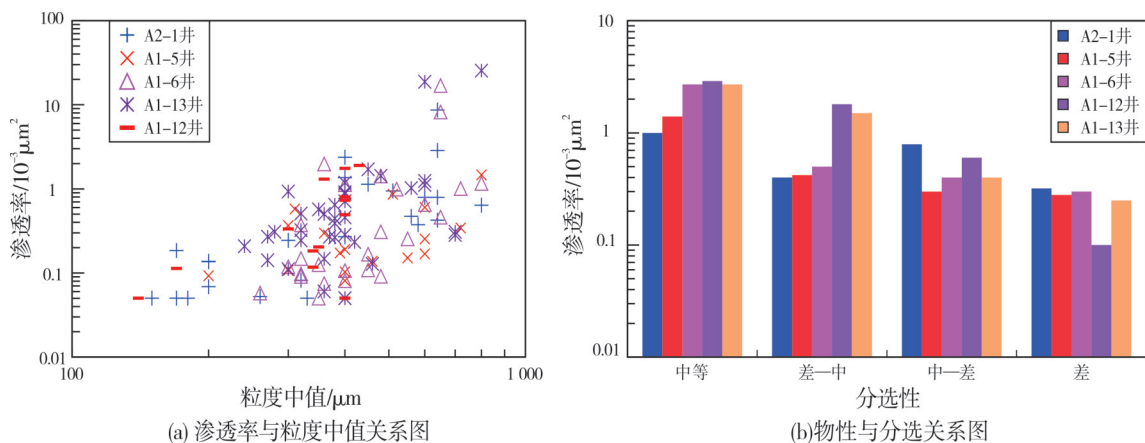 100
10
1
0.1
0.01
渗透率/10⁻³μm²
A2-1井
A1-5井
A1-6井
A1-13井
A1-12井
100
1 000
粒度中值/μm
(a) 渗透率与粒度中值关系图
10
1
0.1
0.01
渗透率/10⁻³μm²
A2-1井
A1-5井
A1-6井
A1-12井
A1-13井
中等
差—中
中—差
差
分选性
(b)物性与分选关系图